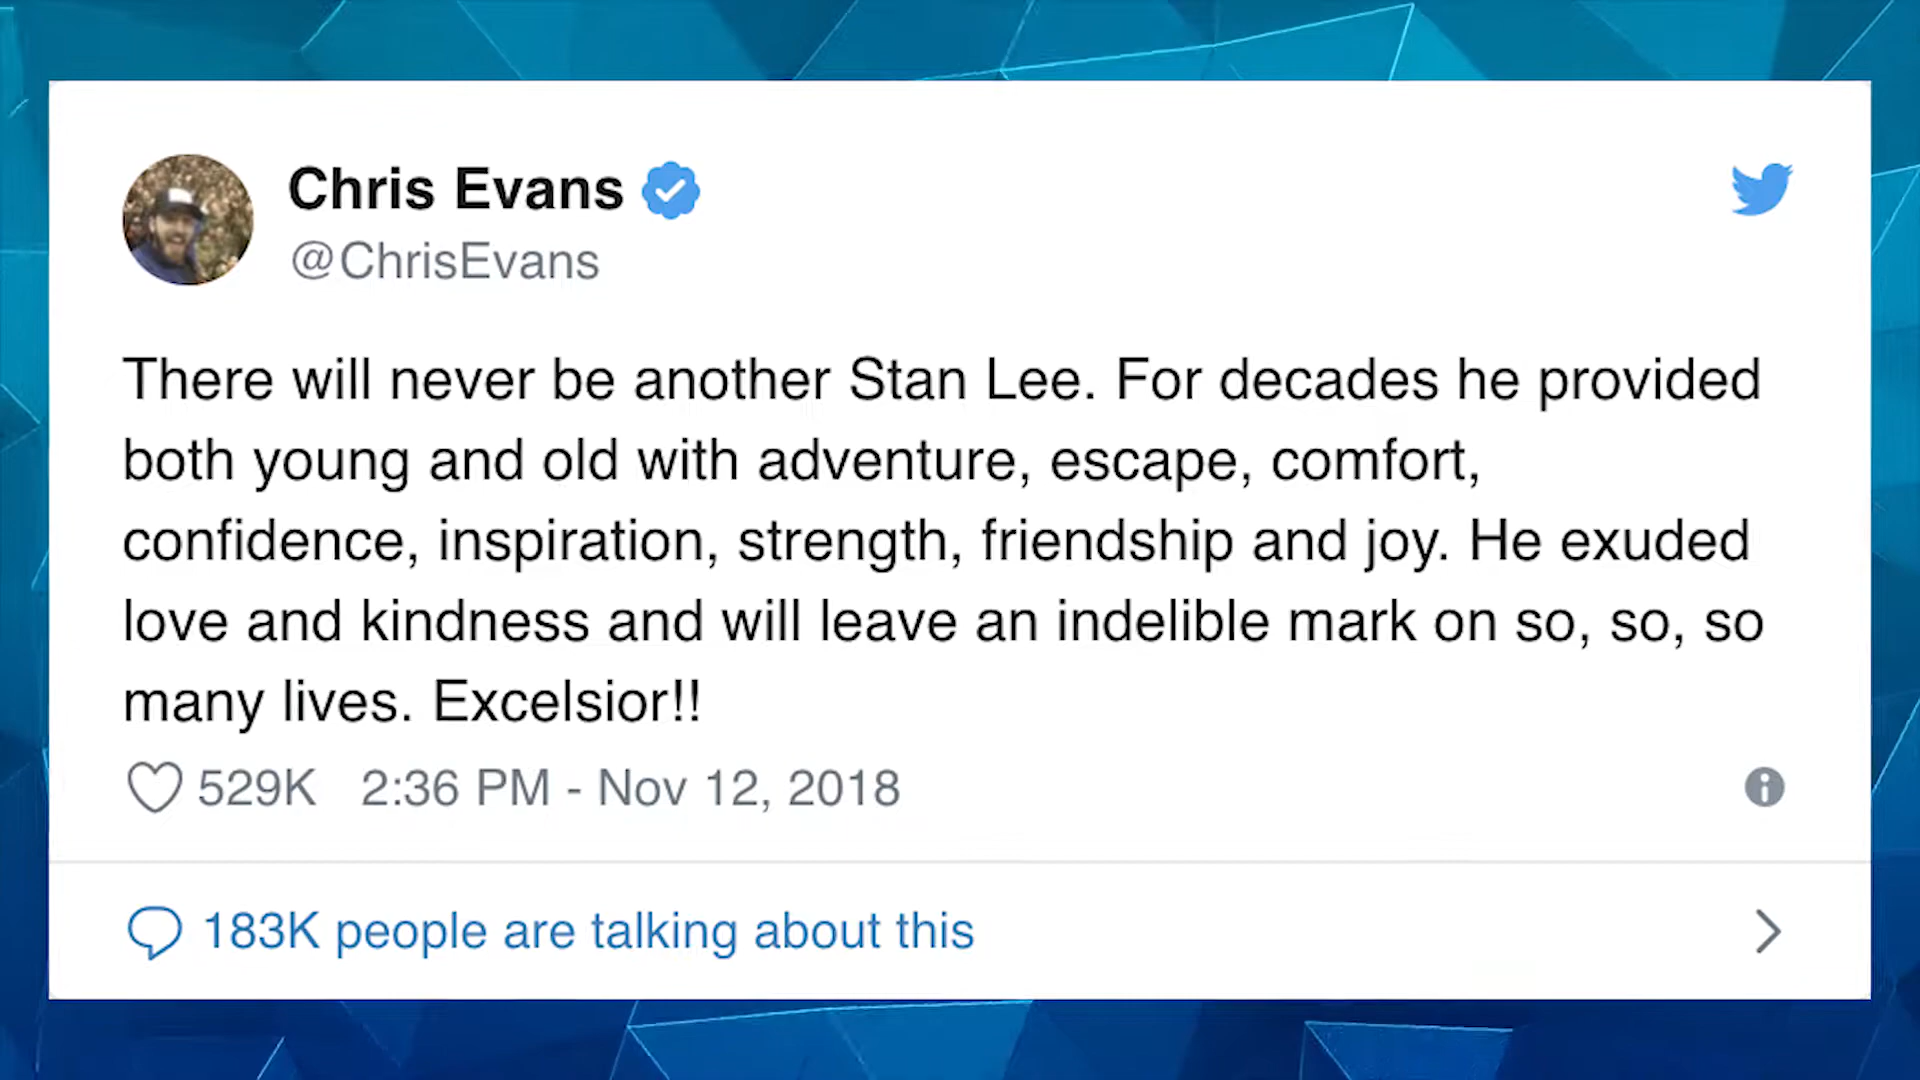 Chris Evans
@ChrisEvans
There will never be another Stan Lee. For decades he provided
both young and old with adventure, escape, comfort,
confidence, inspiration, strength, friendship and joy. He exuded
love and kindness and will leave an indelible mark on so, so, so
many lives. Excelsior!!
529K 2:36 PM - Nov 12, 2018
183K people are talking about this